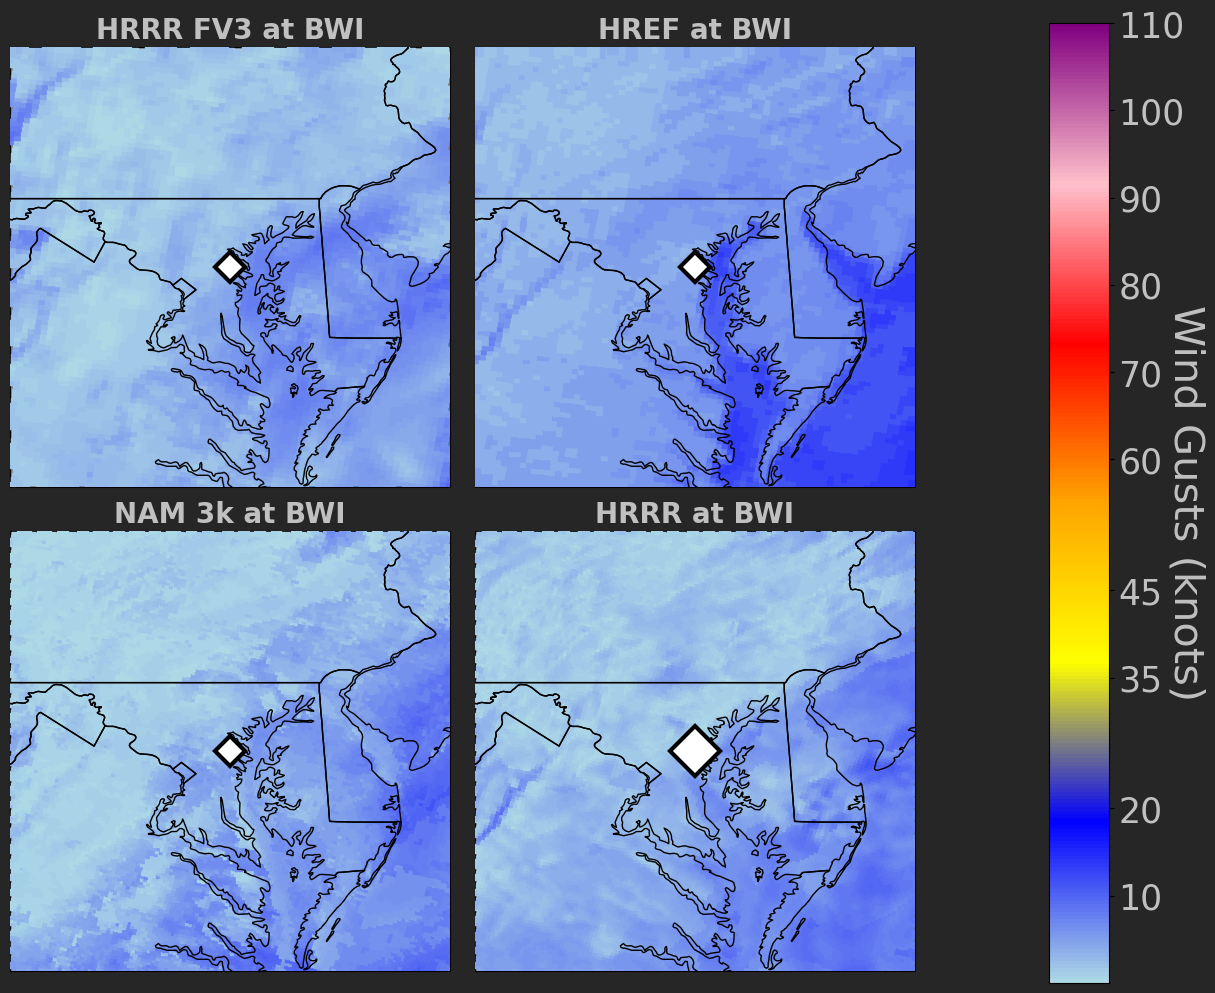 HRRR FV3 at BWI
HREF at BWI
NAM 3k at BWI
HRRR at BWI
110
100
90
80
70
60
45
35
20
10
Wind Gusts (knots)